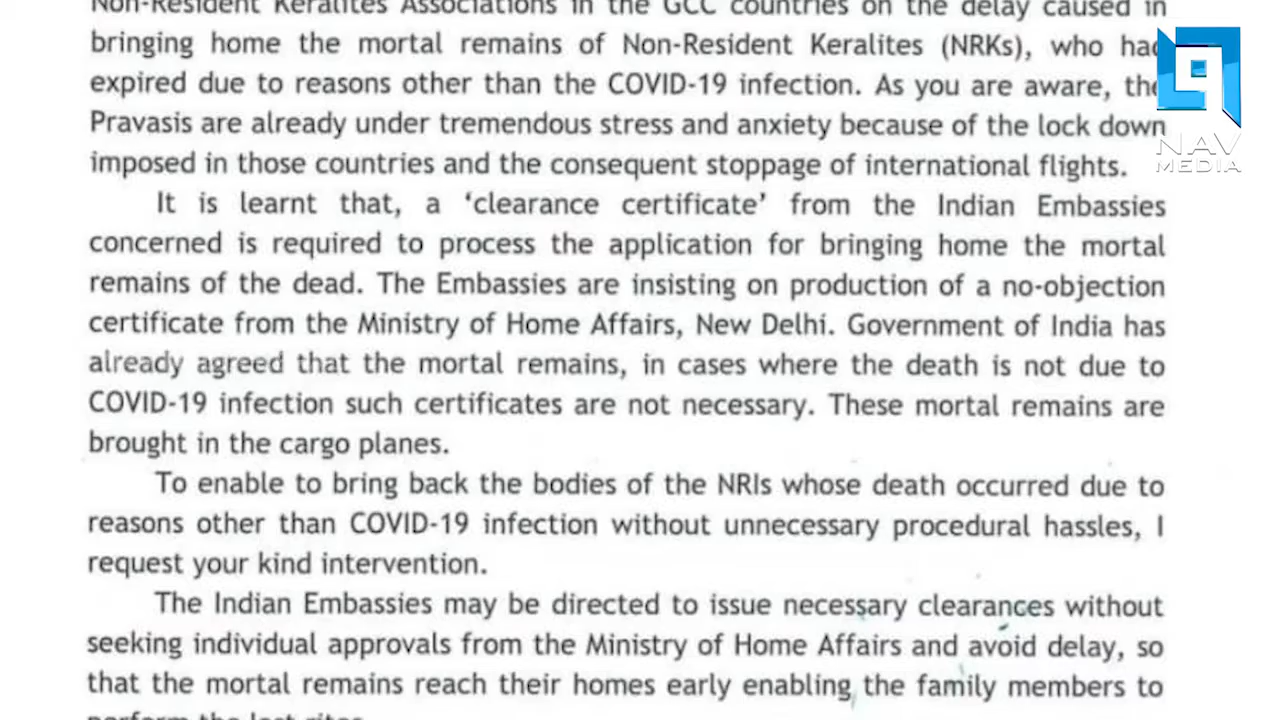 Non-Resident Keralites Associations in the GCC countries on the delay caused in
bringing home the mortal remains of Non-Resident Keralites (NRKs), who had
expired due to reasons other than the COVID-19 infection. As you are aware, the
Pravasis are already under tremendous stress and anxiety because of the lock down
imposed in those countries and the consequent stoppage of international flights.
It is learnt that, a ‘clearance certificate’ from the Indian Embassies
concerned is required to process the application for bringing home the mortal
remains of the dead. The Embassies are insisting on production of a no-objection
certificate from the Ministry of Home Affairs, New Delhi. Government of India has
already agreed that the mortal remains, in cases where the death is not due to
COVID-19 infection such certificates are not necessary. These mortal remains are
brought in the cargo planes.
To enable to bring back the bodies of the NRIs whose death occurred due to
reasons other than COVID-19 infection without unnecessary procedural hassles, I
request your kind intervention.
The Indian Embassies may be directed to issue necessary clearances without
seeking individual approvals from the Ministry of Home Affairs and avoid delay, so
that the mortal remains reach their homes early enabling the family members to
perform the last rites.
NAV
MEDIA